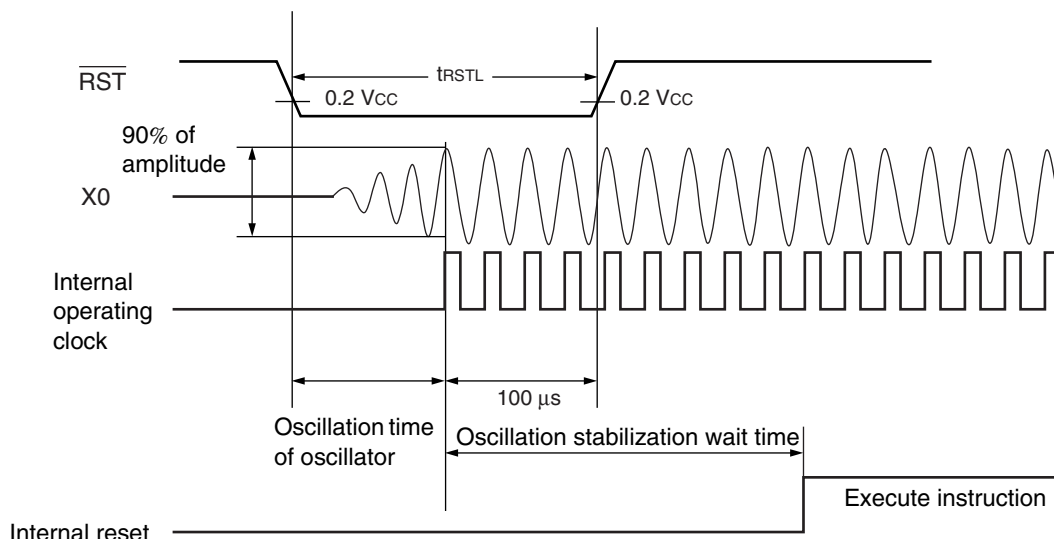 RST
tRSTL
0.2 VCC
0.2 VCC
90% of
amplitude
X0
Internal
operating
clock
100 μs
Oscillation time
of oscillator
Oscillation stabilization wait time
Execute instruction
Internal reset